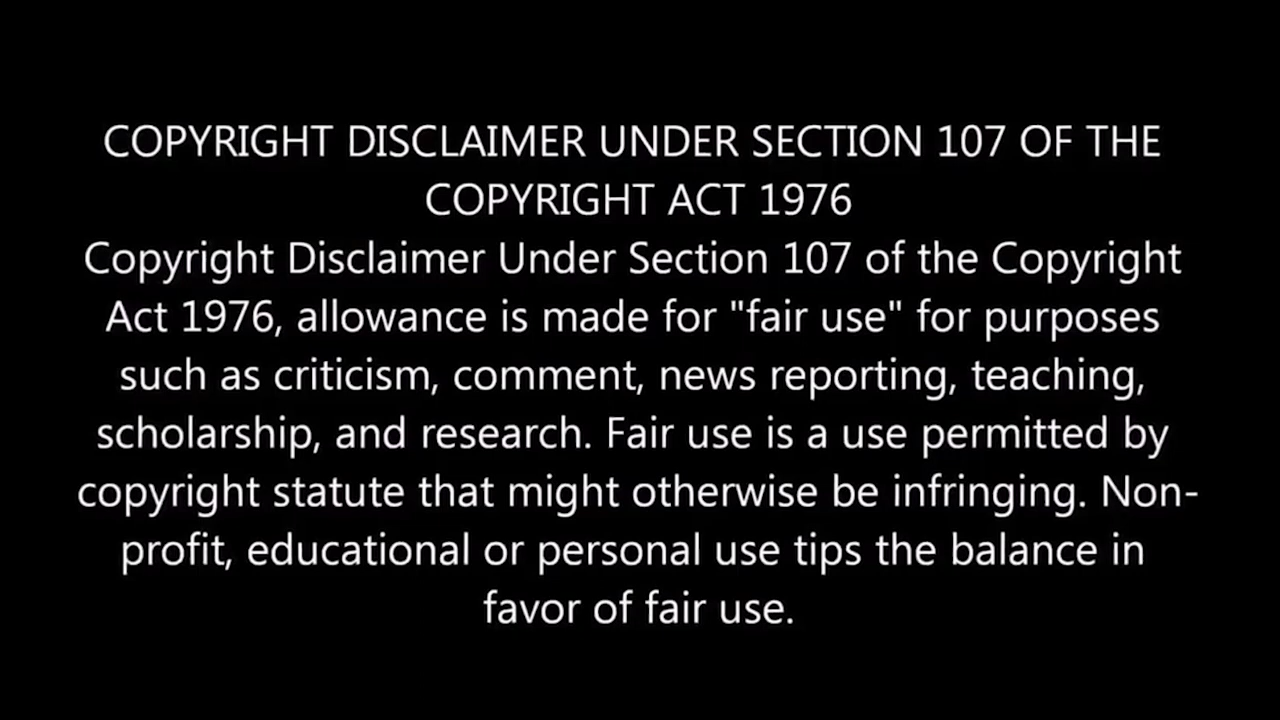 COPYRIGHT DISCLAIMER UNDER SECTION 107 OF THE
COPYRIGHT ACT 1976
Copyright Disclaimer Under Section 107 of the Copyright
Act 1976, allowance is made for "fair use" for purposes
such as criticism, comment, news reporting, teaching,
scholarship, and research. Fair use is a use permitted by
copyright statute that might otherwise be infringing. Non-
profit, educational or personal use tips the balance in
favor of fair use.